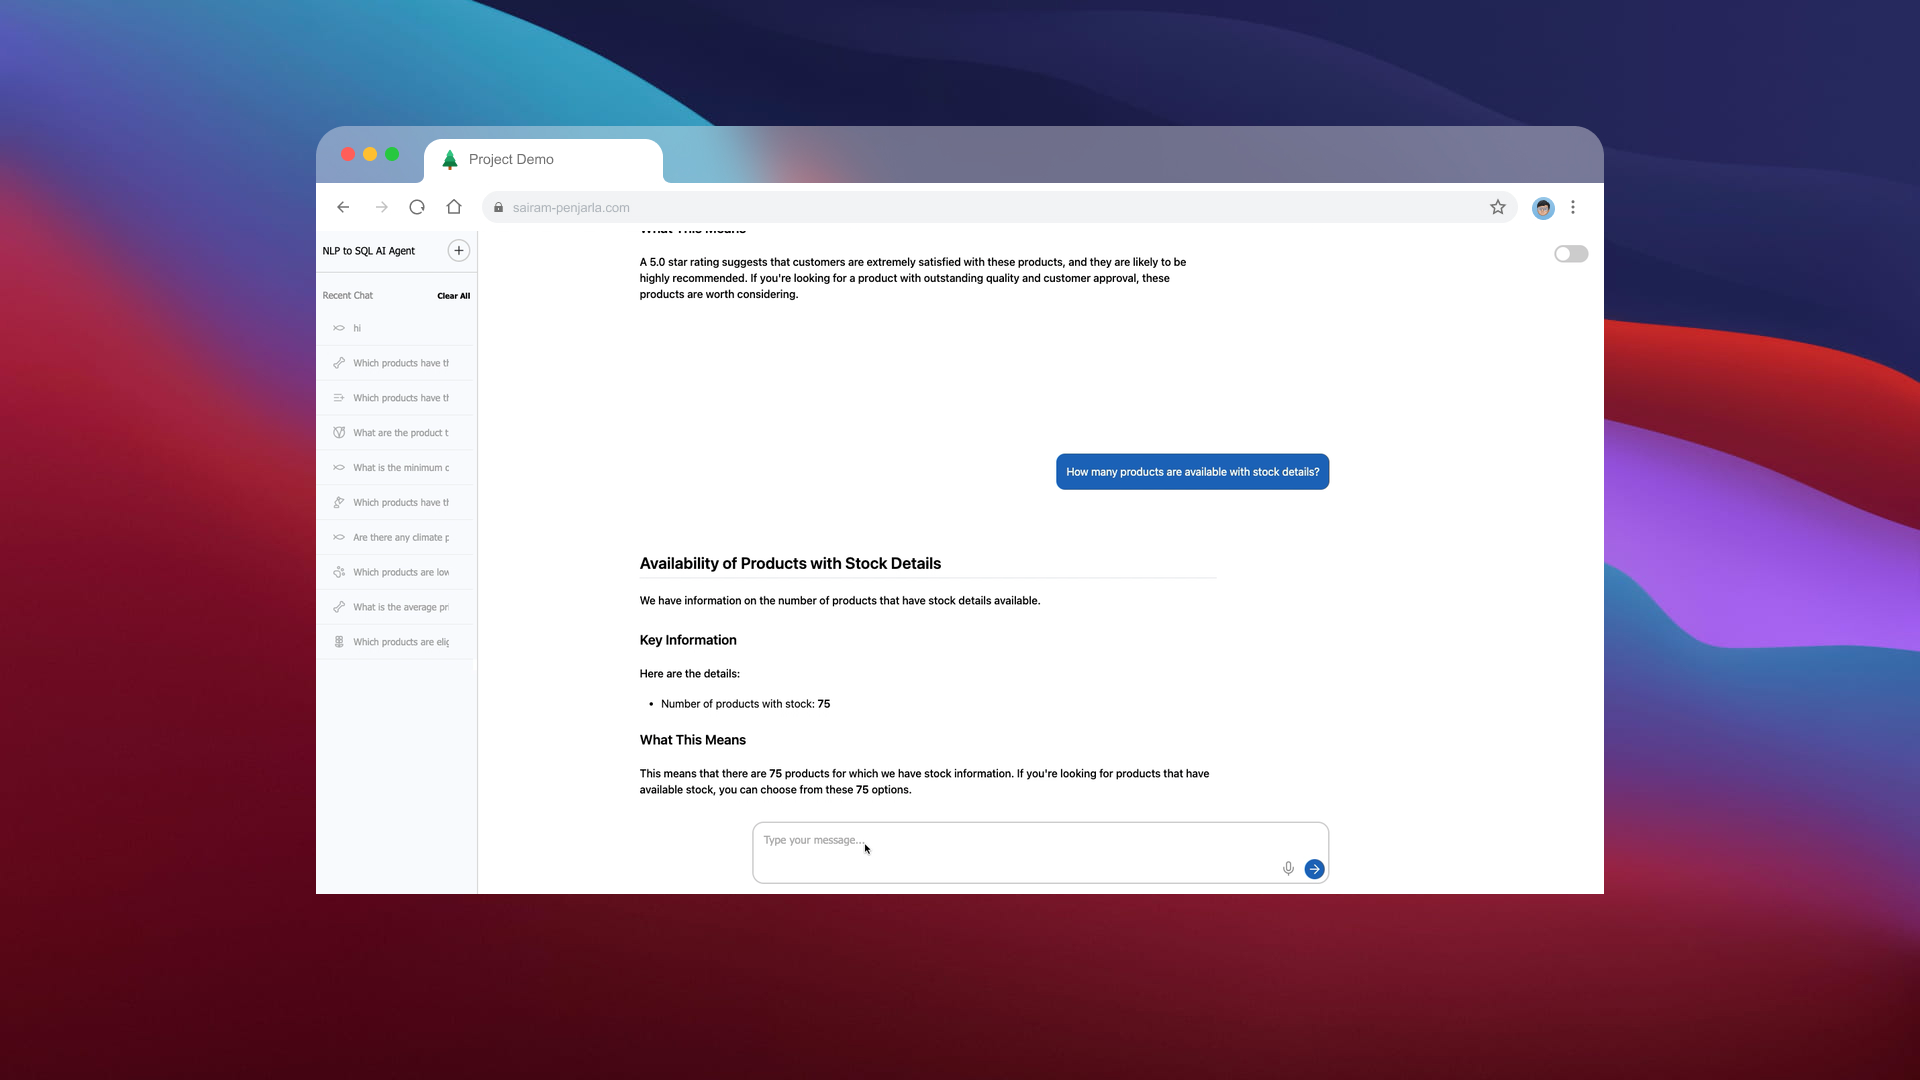 Project Demo
sairam-penjarla.com
NLP to SQL AI Agent
Recent Chat
Clear All
hi
Which products have th
Which products have th
What are the product t
What is the minimum c
Which products have th
Are there any climate p
Which products are low
What is the average pri
Which products are elig
What This Means
A 5.0 star rating suggests that customers are extremely satisfied with these products, and they are likely to be
highly recommended. If you're looking for a product with outstanding quality and customer approval, these
products are worth considering.
How many products are available with stock details?
Availability of Products with Stock Details
We have information on the number of products that have stock details available.
Key Information
Here are the details:
• Number of products with stock: 75
What This Means
This means that there are 75 products for which we have stock information. If you're looking for products that have
available stock, you can choose from these 75 options.
Type your message...